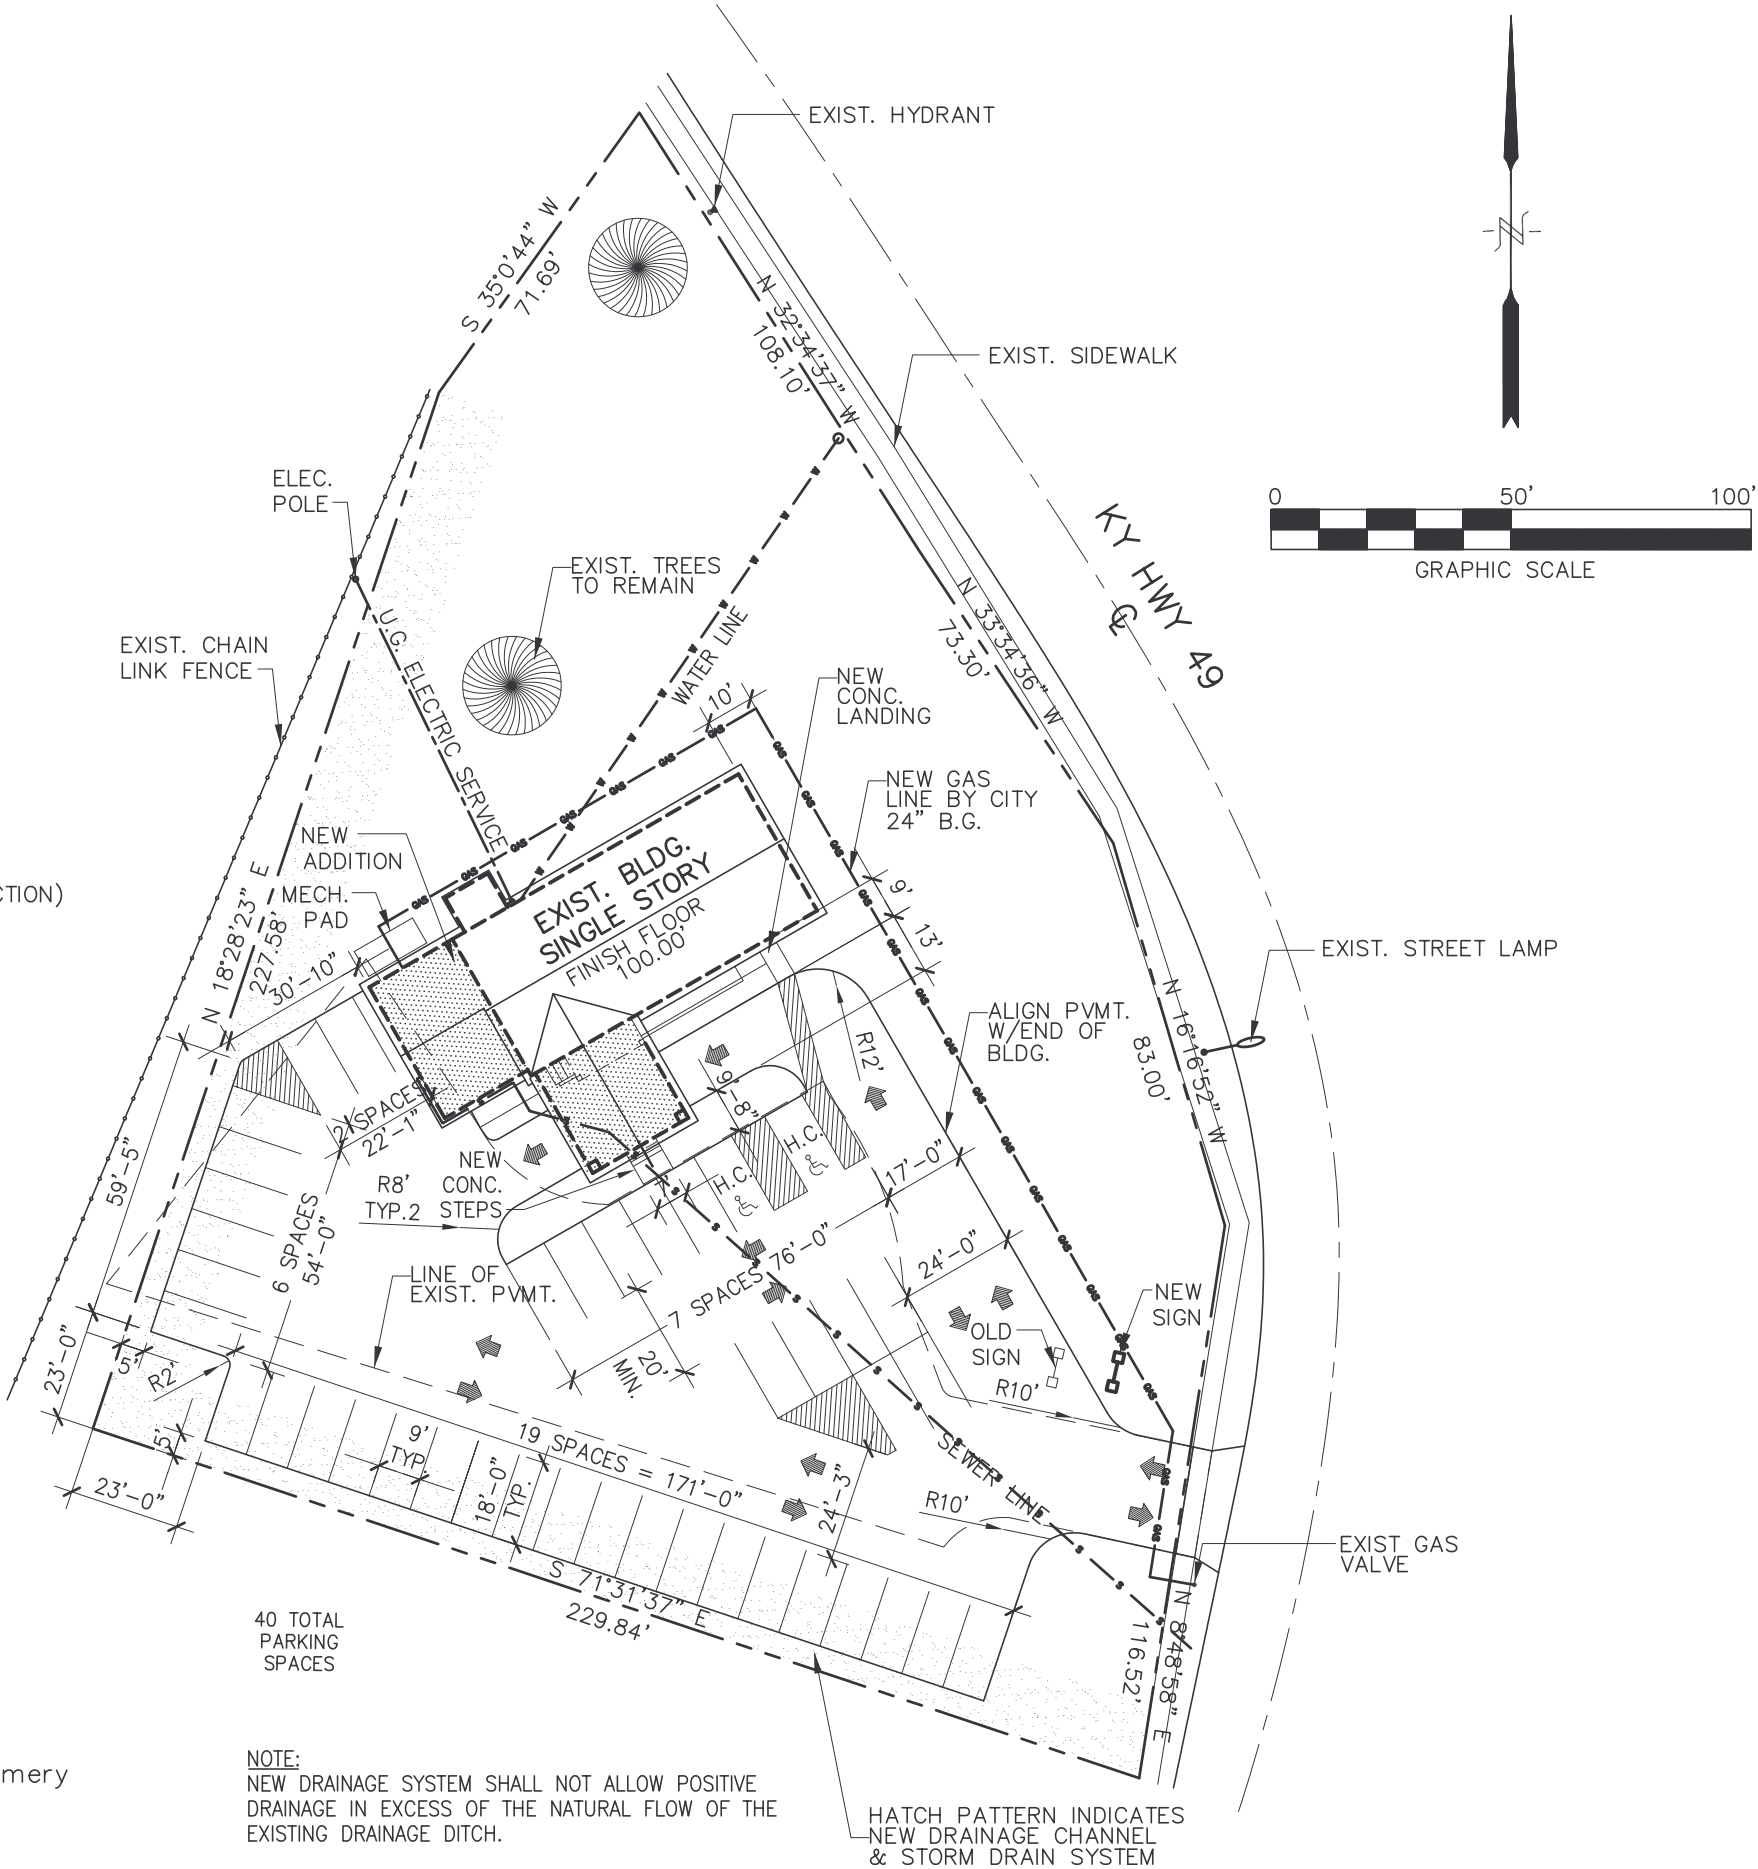 EXIST. HYDRANT
S 35°0'44" W
71.69'
N 32°34'37" W
108.10'
EXIST. SIDEWALK
N
0 50' 100'
GRAPHIC SCALE
ELEC.
POLE
EXIST. TREES
TO REMAIN
KY HWY 49
EXIST. CHAIN
LINK FENCE
U.G. ELECTRIC SERVICE
WATER LINE
N 33°34'36" W
73.30'
10'
NEW
CONC.
LANDING
NEW GAS
LINE BY CITY
24" B.G.
NEW
ADDITION
MECH.
PAD
CTION)
EXIST. BLDG.
SINGLE STORY
FINISH FLOOR
100.00'
9'
13'
N 18°28'23" E
227.58'
30'-10"
EXIST. STREET LAMP
ALIGN PVMT.
W/END OF
BLDG.
N 16°16'52" W
83.00'
R12'
9'-8"
2 SPACES
22'-1"
H.C.
H.C.
17'-0"
59'-5"
NEW
CONC.
STEPS
R8'
TYP.2
6 SPACES
54'-0"
7 SPACES 76'-0"
24'-0"
LINE OF
EXIST. PVMT.
NEW
SIGN
OLD
SIGN
20'
MIN.
R10'
23'-0"
5'
R2'
5'
23'-0"
9'
TYP
18'-0"
TYP.
19 SPACES = 171'-0"
24'-3"
SEWER LINE
R10'
EXIST GAS
VALVE
S 71°31'37" E
229.84'
N 8°48'58" E
116.52'
40 TOTAL
PARKING
SPACES
mery
NOTE:
NEW DRAINAGE SYSTEM SHALL NOT ALLOW POSITIVE
DRAINAGE IN EXCESS OF THE NATURAL FLOW OF THE
EXISTING DRAINAGE DITCH.
HATCH PATTERN INDICATES
NEW DRAINAGE CHANNEL
& STORM DRAIN SYSTEM